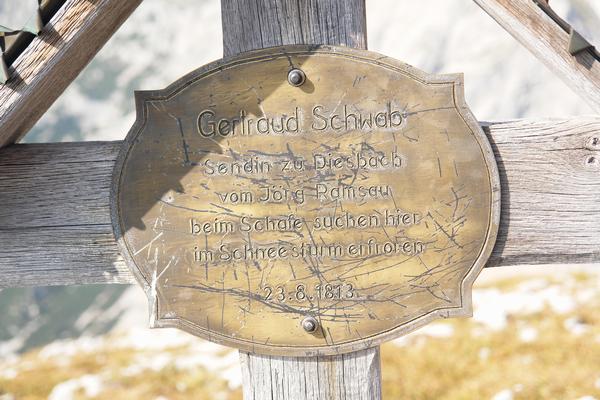 Gertraud Schwab
Sendin zu Diesbach
vom Jörg Ramsau
beim Schafe suchen hier
im Schneesturm erfroren
23.8.1813